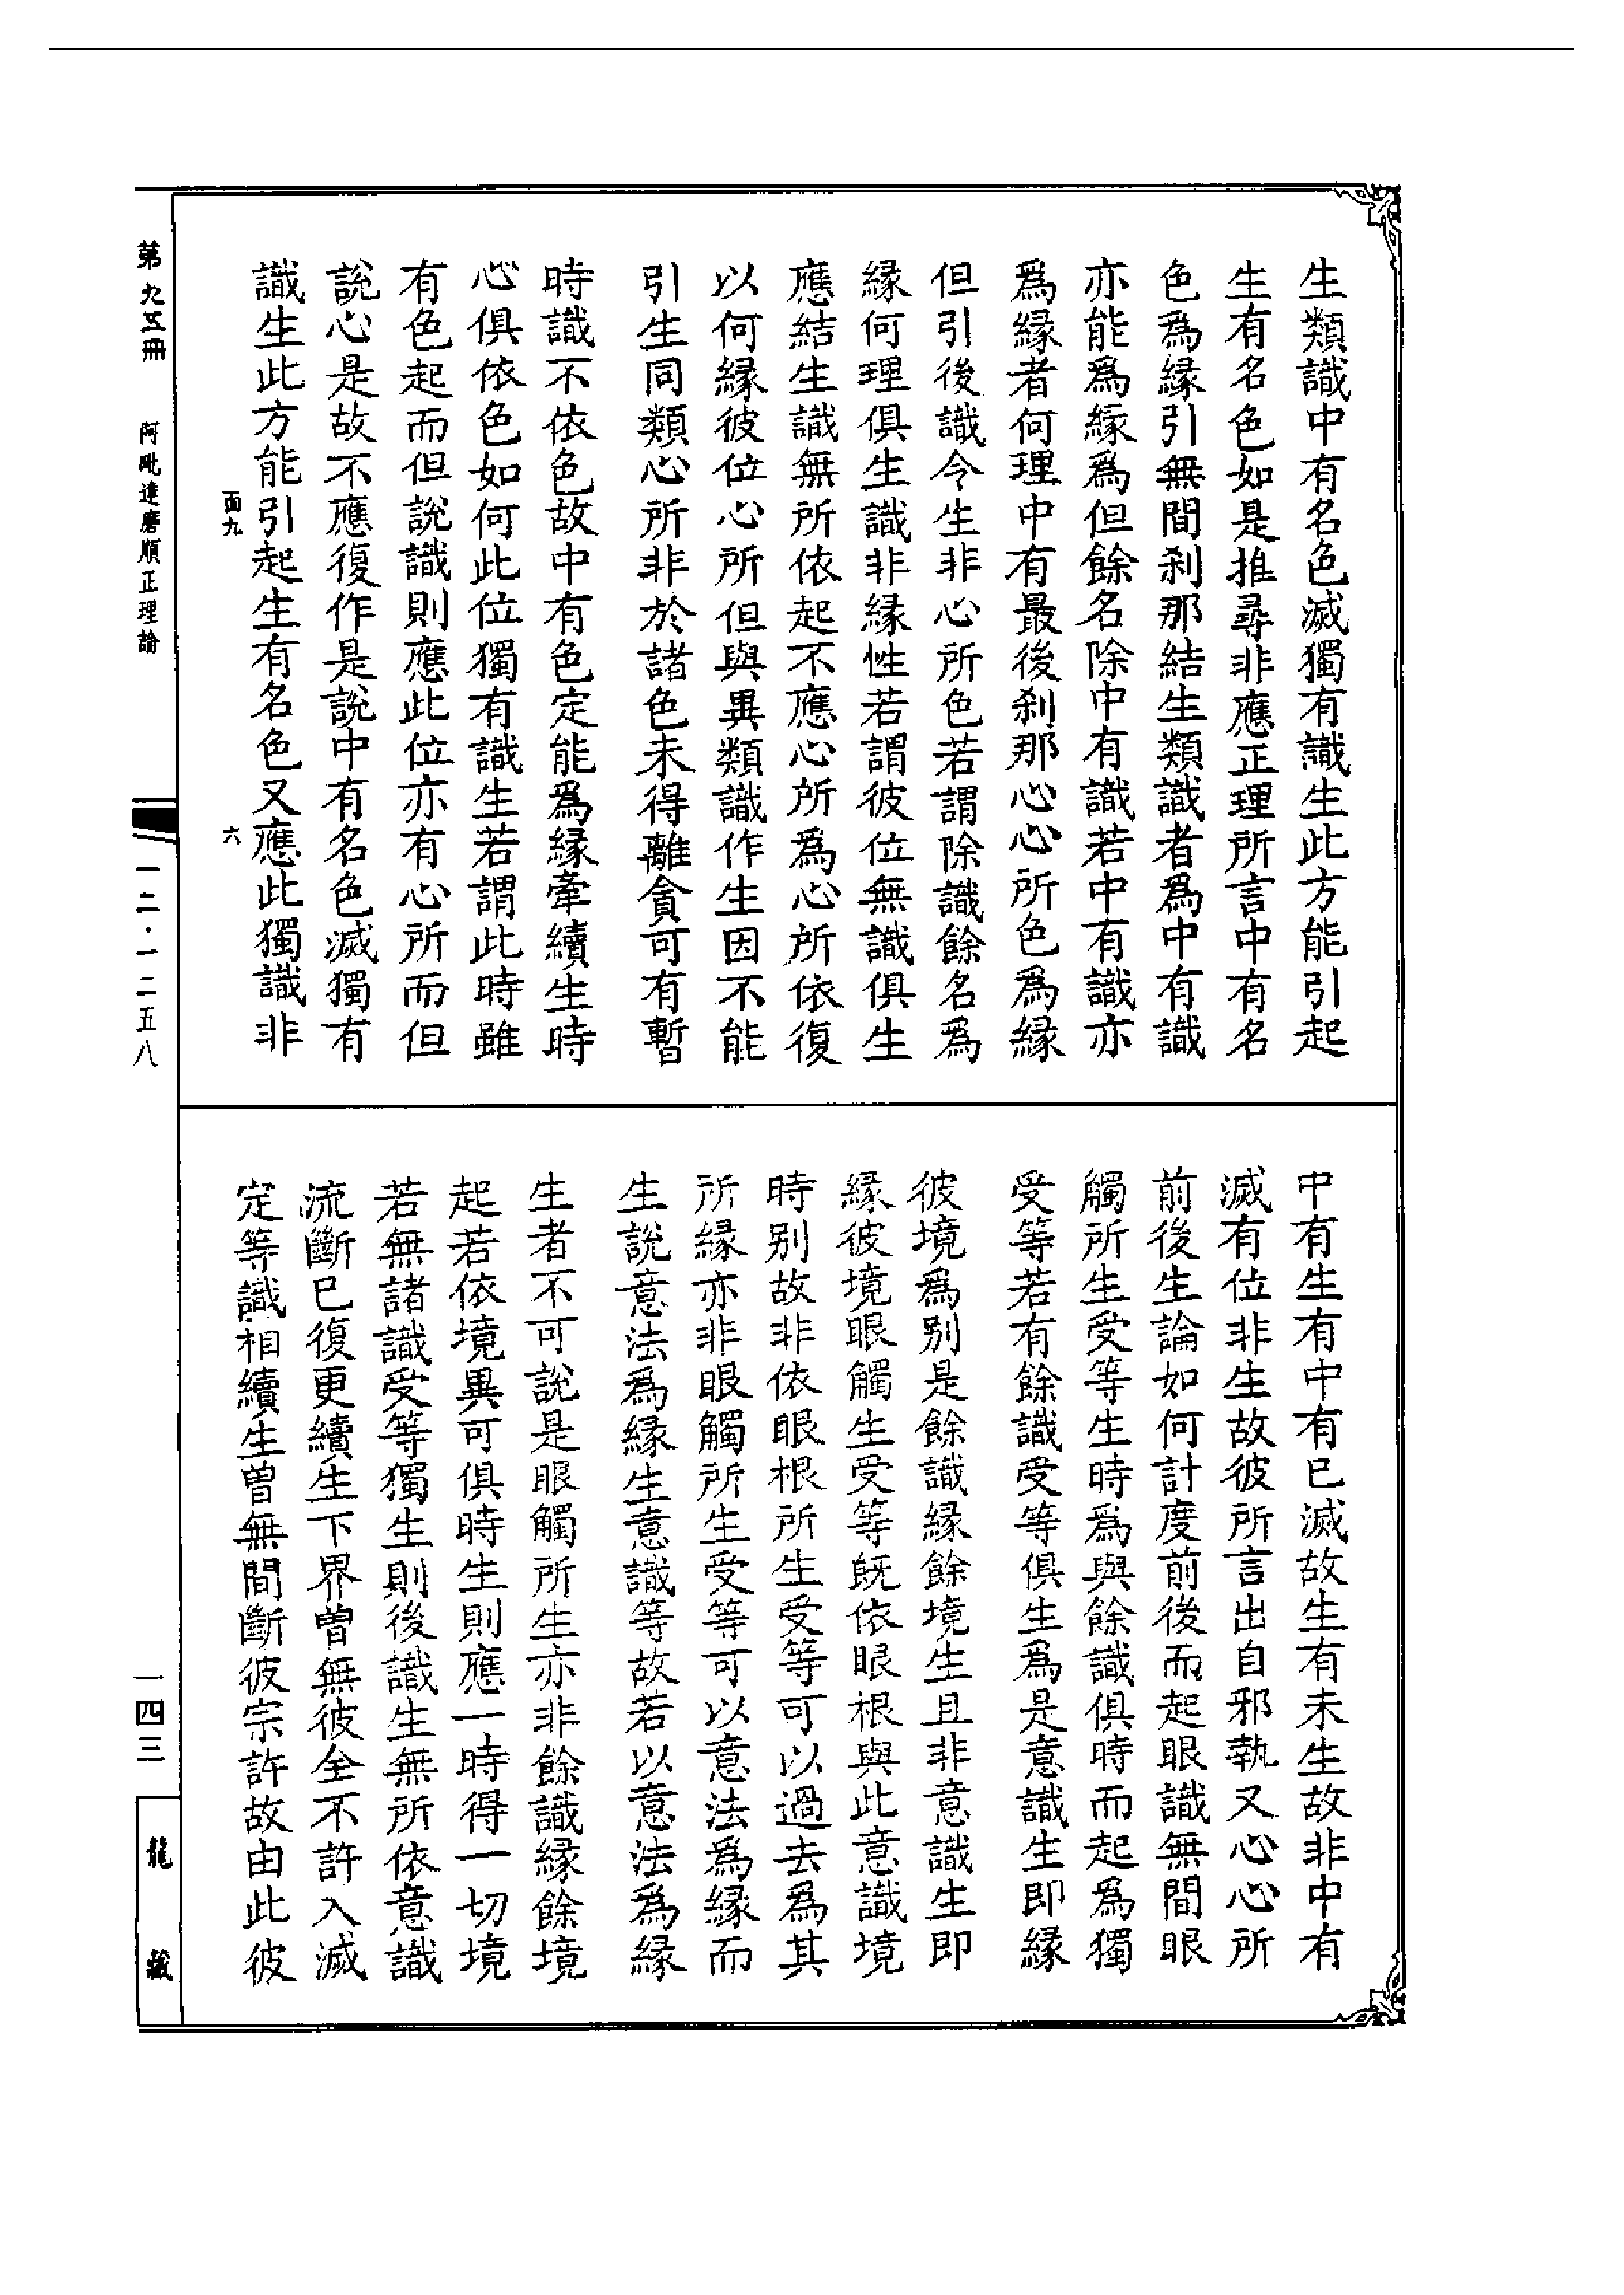 生類識中有名色滅獨有識生此方能引起
生有名色如是推尋非應正理所言中有名
色爲緣引無間刹那結生類識者爲中有識
亦能爲緣爲但餘名除中有識若中有識亦
爲緣者何理中有最後刹那心心所色爲緣
但引後識令生非心所色若謂除識餘名爲
緣何理俱生識非緣性若謂彼位無識俱生
應結生識無所依起不應心所爲心所依復
以何緣彼位心所但與異類識作生因不能
引生同類心所非於諸色未得離貪可有暫
時識不依色故中有色定能爲緣牽續生時
心俱依色如何此位獨有識生若謂此時雖
有色起而但說識則應此位亦有心所而但
說心是故不應復作是說中有名色滅獨有
識生此方能引起生有名色又應此獨識非
面九
六
中有生有中有已滅故生有未生故非中有
滅有位非生故彼所言出自邪執又心心所
前後生論如何計度前後而起眼識無間眼
觸所生受等生時爲與餘識俱時而起爲獨
受等若有餘識受等俱生爲是意識生即緣
彼境爲别是餘識緣餘境生且非意識生即
緣彼境眼觸生受等旣依眼根與此意識境
時别故非依眼根所生受等可以過去爲其
所緣亦非眼觸所生受等可以意法爲緣而
生說意法爲緣生意識等故若以意法爲緣
生者不可說是眼觸所生亦非餘識緣餘境
起若依境異可俱時生則應一時得一切境
若無諸識受等獨生則後識生無所依意識
流斷已復更續生下界曾無彼全不許入滅
定等識相續生曾無間斷彼宗許故由此彼
第九五冊
阿毗達磨順正理論
一二·一二五八
一四三
龍藏